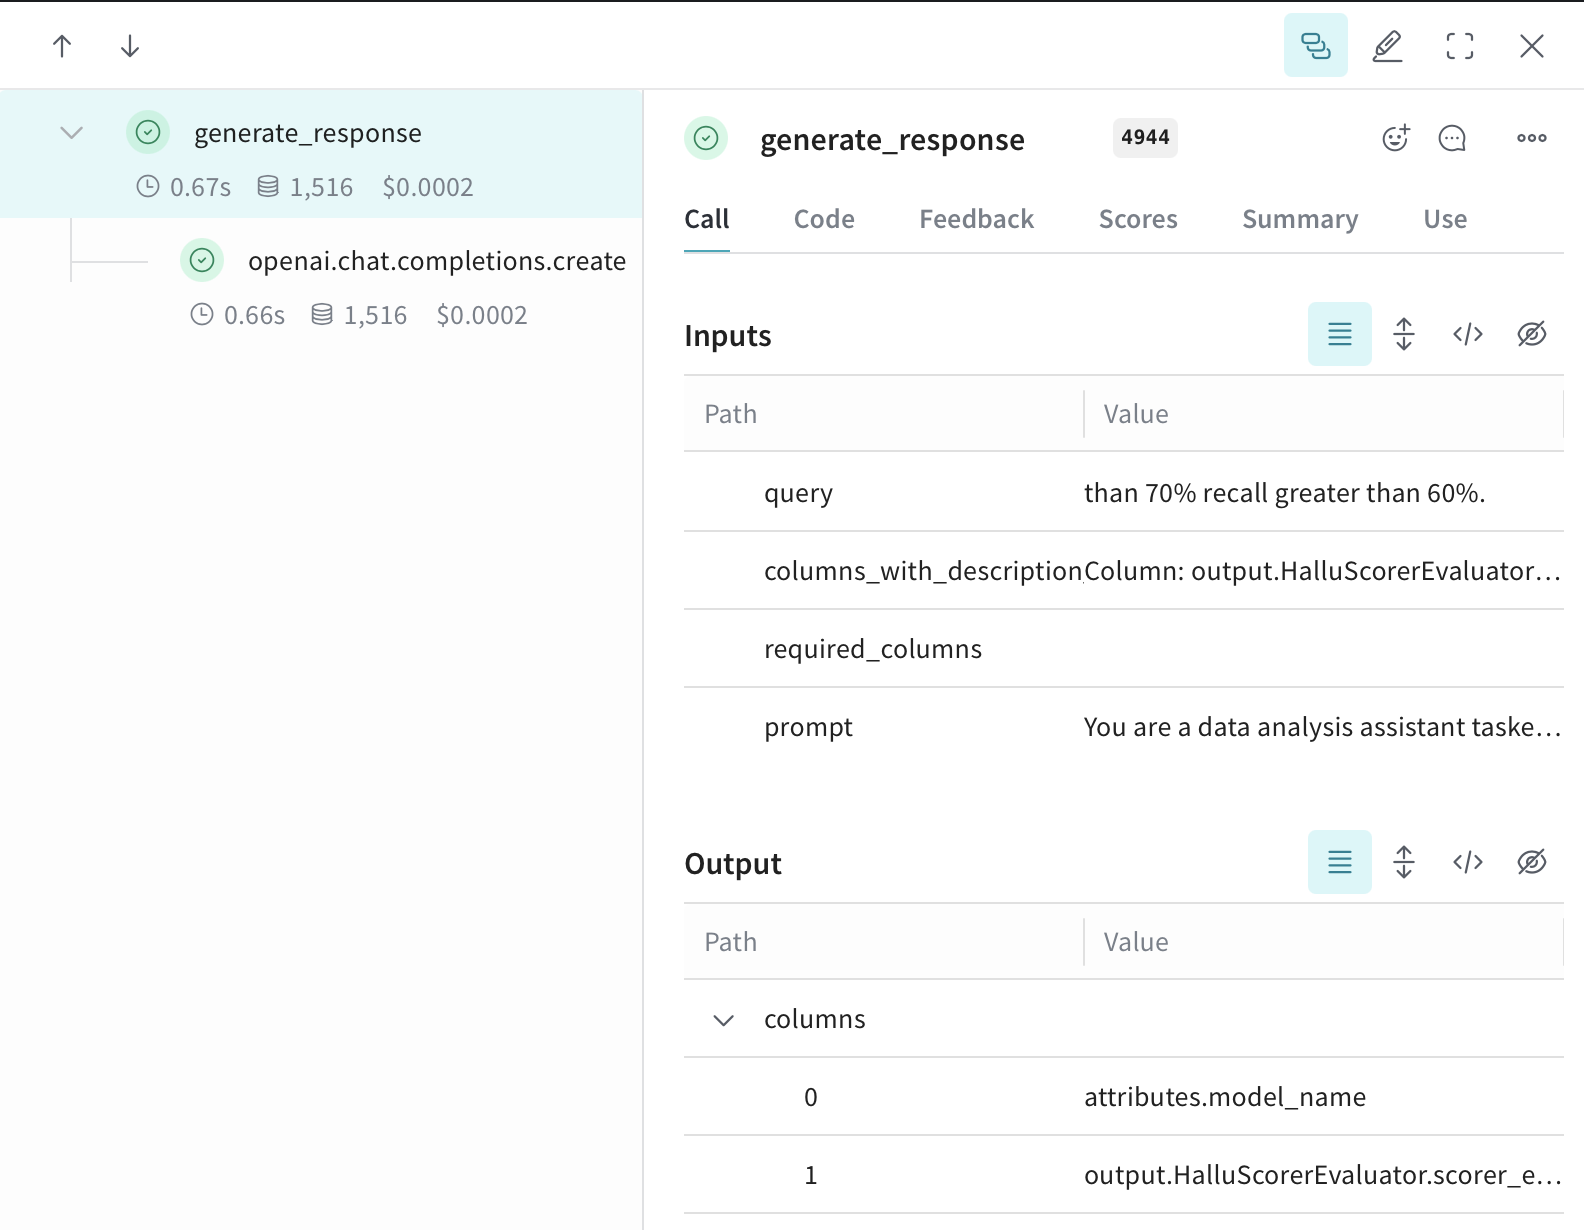 generate_response
0.67s 1,516 $0.0002
openai.chat.completions.create
0.66s 1,516 $0.0002
generate_response 4944
Call Code Feedback Scores Summary Use
Inputs
Path Value
query than 70% recall greater than 60%.
columns_with_description Column: output.HalluScorerEvaluator…
required_columns
prompt You are a data analysis assistant taske…
Output
Path Value
columns
0 attributes.model_name
1 output.HalluScorerEvaluator.scorer_e…